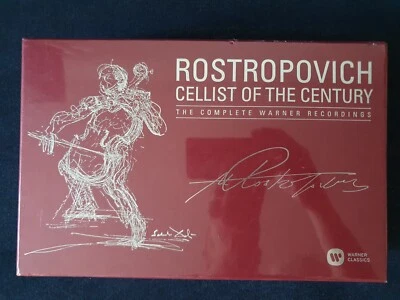 ROSTROPOVICH
CELLIST OF THE CENTURY
THE COMPLETE WARNER RECORDINGS
WARNER
CLASSICS